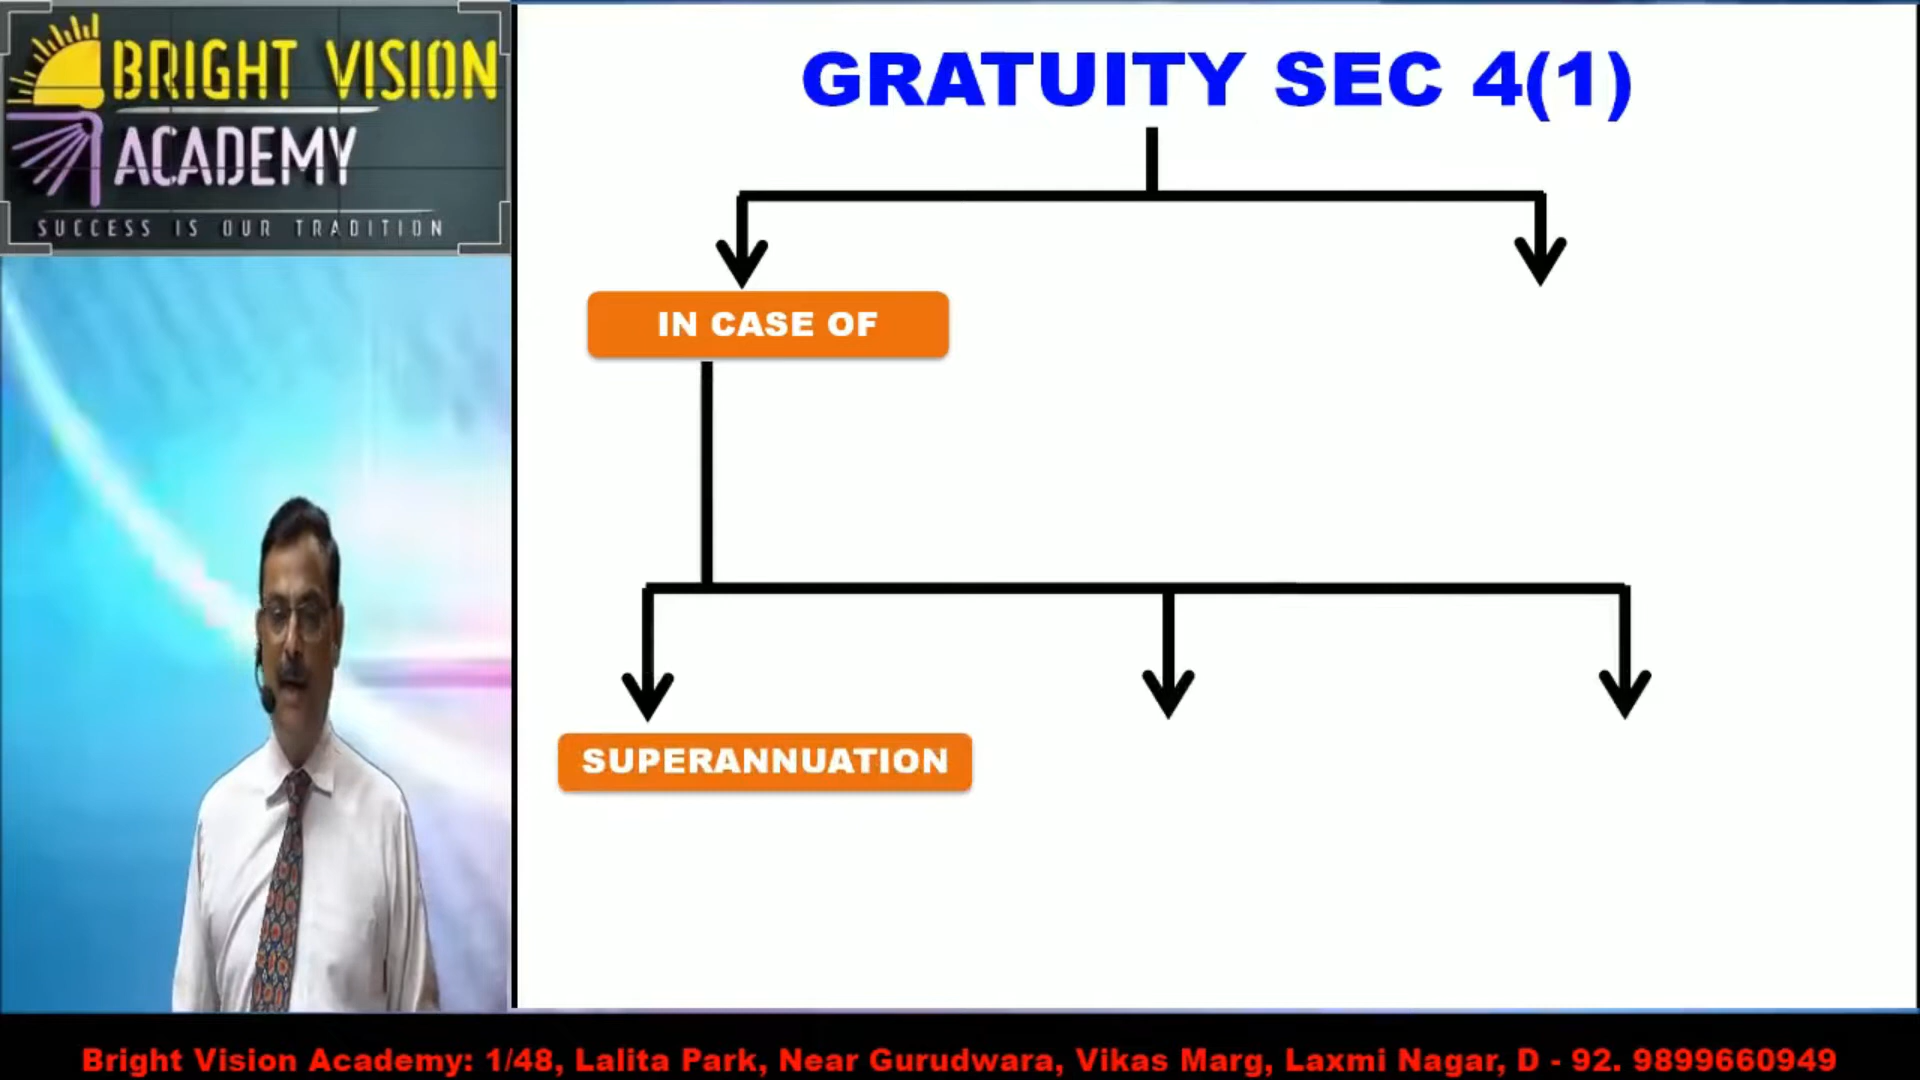 BRIGHT VISION
ACADEMY
SUCCESS IS OUR TRADITION
GRATUITY SEC 4(1)
IN CASE OF
SUPERANNUATION
Bright Vision Academy: 1/48, Lalita Park, Near Gurudwara, Vikas Marg, Laxmi Nagar, D - 92. 9899660949